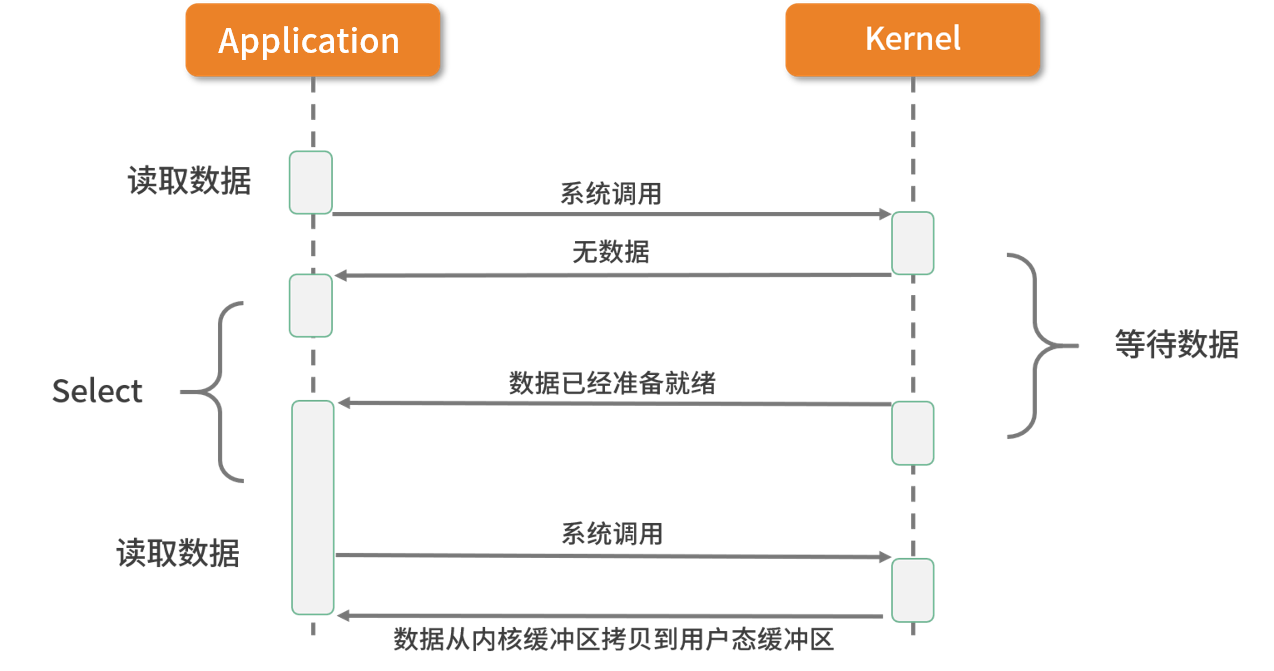 Application
Kernel
读取数据
系统调用
无数据
等待数据
Select
数据已经准备就绪
系统调用
读取数据
数据从内核缓冲区拷贝到用户态缓冲区